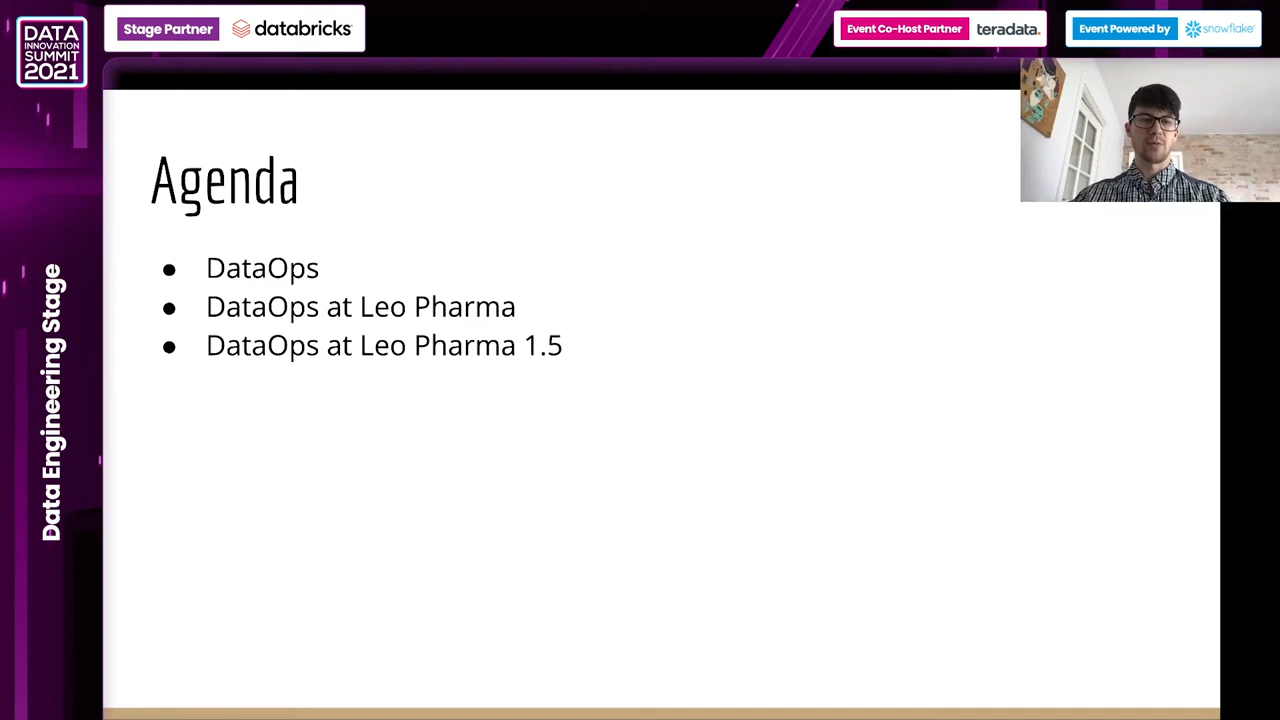 DATA
INNOVATION
SUMMIT
2021
Stage Partner
databricks
Event Co-Host Partner
teradata.
Event Powered by
snowflake
Data Engineering Stage
Agenda
● DataOps
● DataOps at Leo Pharma
● DataOps at Leo Pharma 1.5